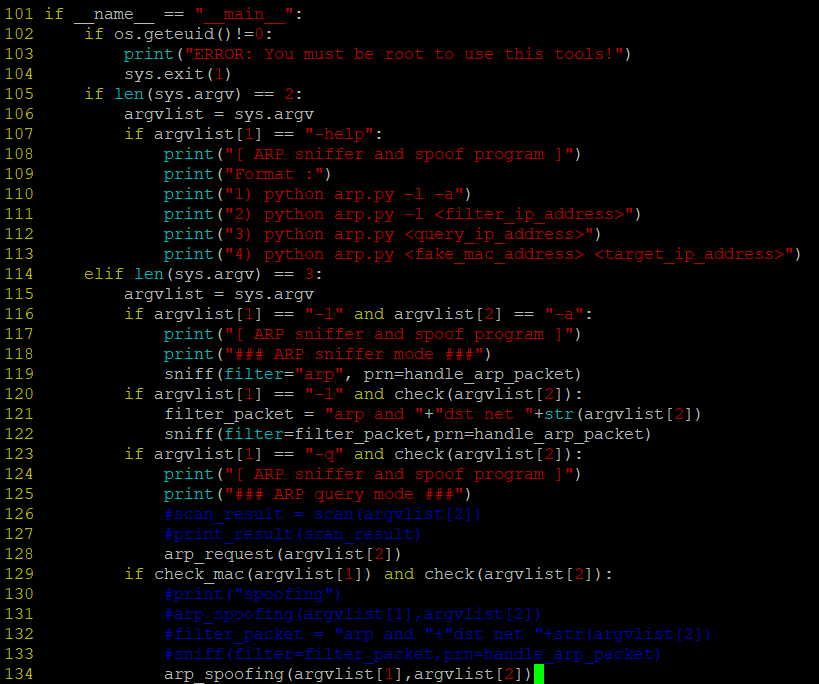 101 if __name__ == "__main__":
102     if os.geteuid()!=0:
103         print("ERROR: You must be root to use this tools!")
104         sys.exit(1)
105     if len(sys.argv) == 2:
106         argvlist = sys.argv
107         if argvlist[1] == "-help":
108             print("[ ARP sniffer and spoof program ]")
109             print("Format :")
110             print("1) python arp.py -l -a")
111             print("2) python arp.py -l <filter_ip_address>")
112             print("3) python arp.py <query_ip_address>")
113             print("4) python arp.py <fake_mac_address> <target_ip_address>")
114     elif len(sys.argv) == 3:
115         argvlist = sys.argv
116         if argvlist[1] == "-l" and argvlist[2] == "-a":
117             print("[ ARP sniffer and spoof program ]")
118             print("### ARP sniffer mode ###")
119             sniff(filter="arp", prn=handle_arp_packet)
120         if argvlist[1] == "-l" and check(argvlist[2]):
121             filter_packet = "arp and "+"dst net "+str(argvlist[2])
122             sniff(filter=filter_packet,prn=handle_arp_packet)
123         if argvlist[1] == "-q" and check(argvlist[2]):
124             print("[ ARP sniffer and spoof program ]")
125             print("### ARP query mode ###")
126             #scan_result = scan(argvlist[2])
127             #print_result(scan_result)
128             arp_request(argvlist[2])
129         if check_mac(argvlist[1]) and check(argvlist[2]):
130             #print("spoofing")
131             #arp_spoofing(argvlist[1],argvlist[2])
132             #filter_packet = "arp and "+"dst net "+str(argvlist[2])
133             #sniff(filter=filter_packet,prn=handle_arp_packet)
134             arp_spoofing(argvlist[1],argvlist[2])